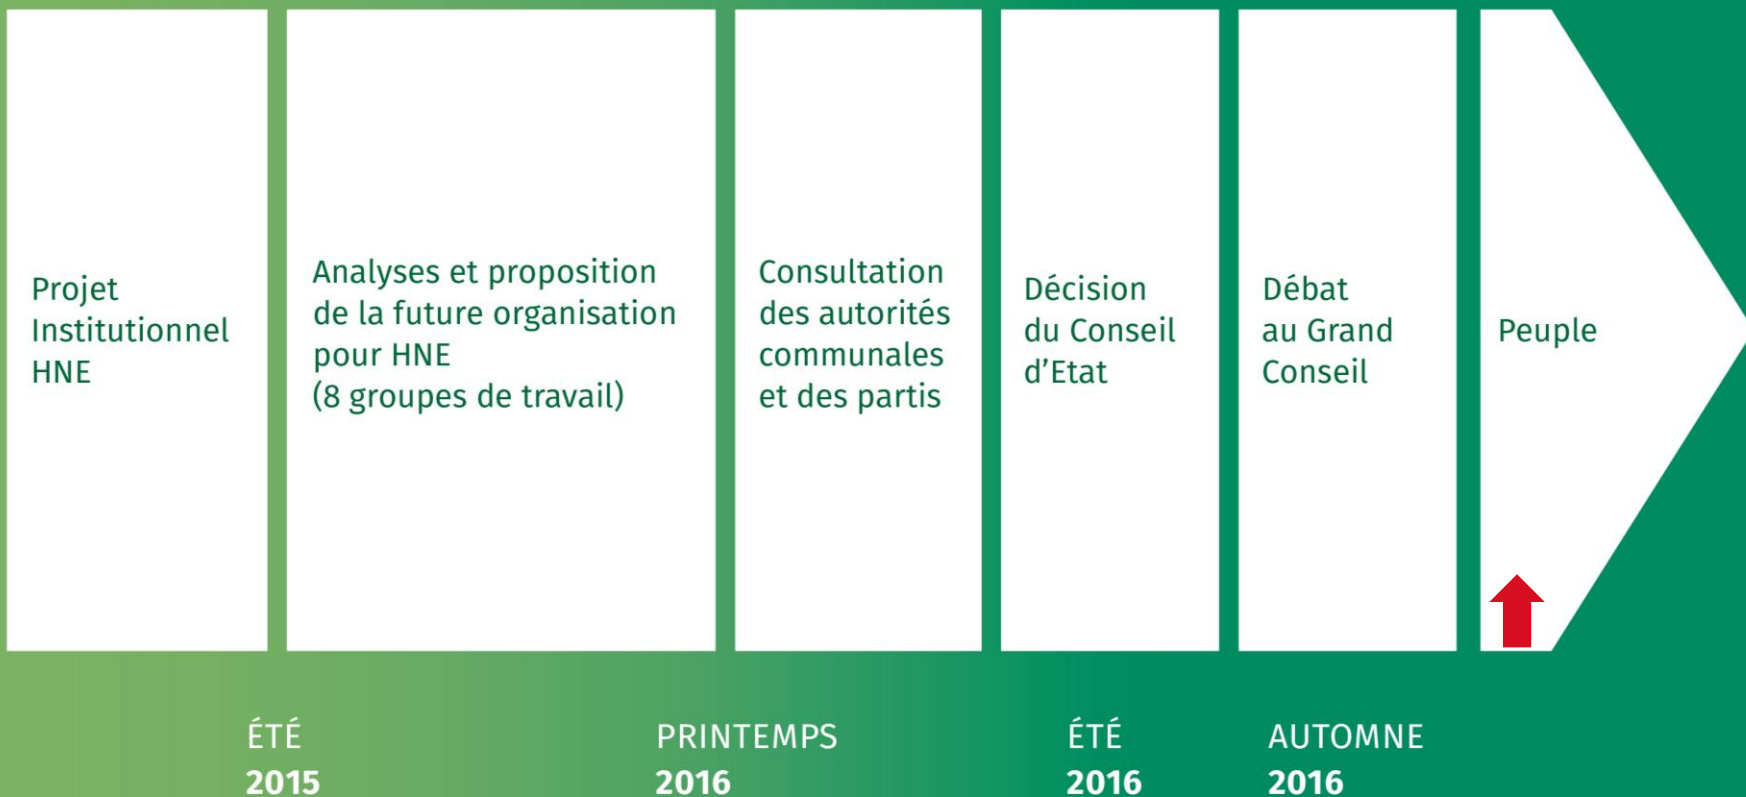 Projet
Institutionnel
HNE
Analyses et proposition
de la future organisation
pour HNE
(8 groupes de travail)
Consultation
des autorités
communales
et des partis
Décision
du Conseil
d'Etat
Débat
au Grand
Conseil
Peuple
ÉTÉ
2015
PRINTEMPS
2016
ÉTÉ
2016
AUTOMNE
2016